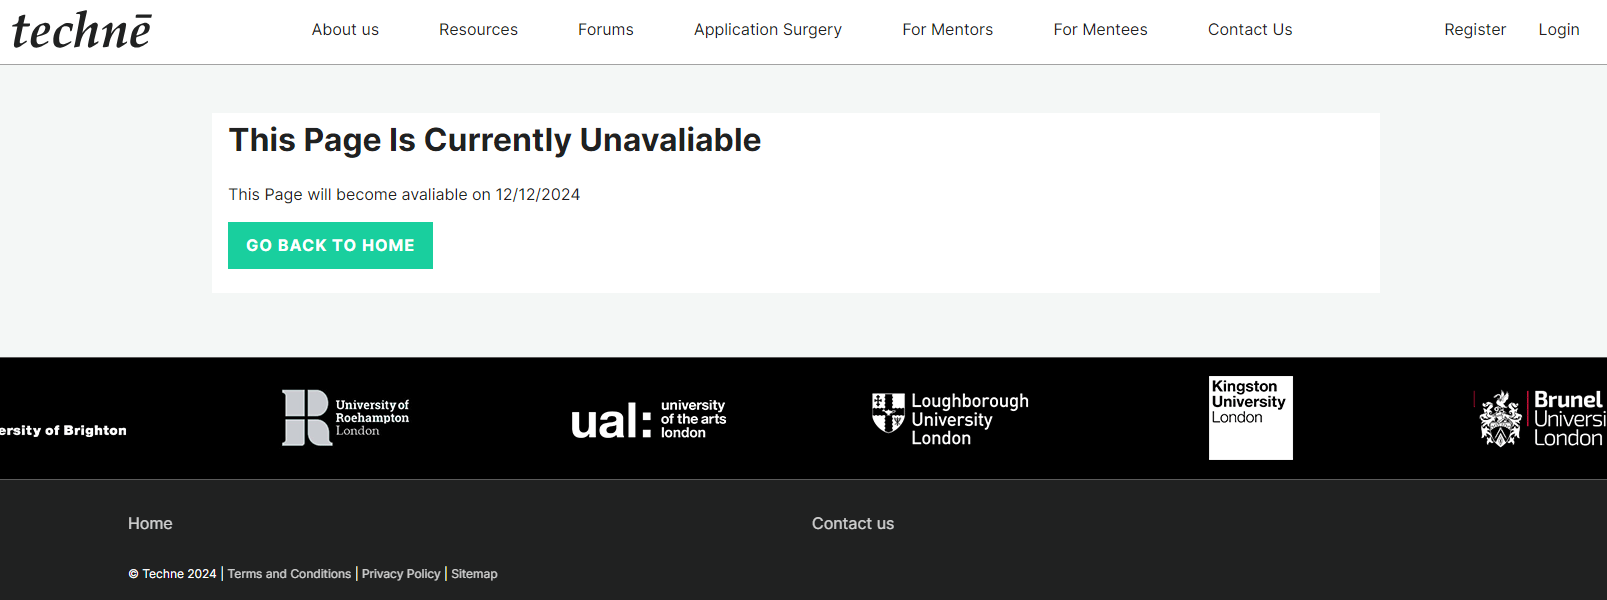 technē
About us
Resources
Forums
Application Surgery
For Mentors
For Mentees
Contact Us
Register
Login
This Page Is Currently Unavaliable
This Page will become avaliable on 12/12/2024
GO BACK TO HOME
ersity of Brighton
University of
Roehampton
London
ual:
university
of the arts
london
Loughborough
University
London
Kingston
University
London
Brunel
Universi
London
Home
Contact us
© Techne 2024 | Terms and Conditions | Privacy Policy | Sitemap